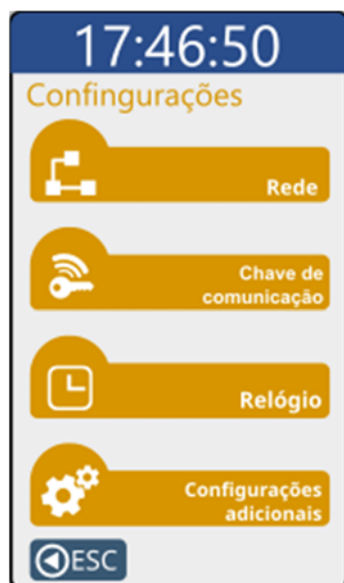 17:46:50
Confingurações
Rede
Chave de
comunicação
Relógio
Configurações
adicionais
ESC